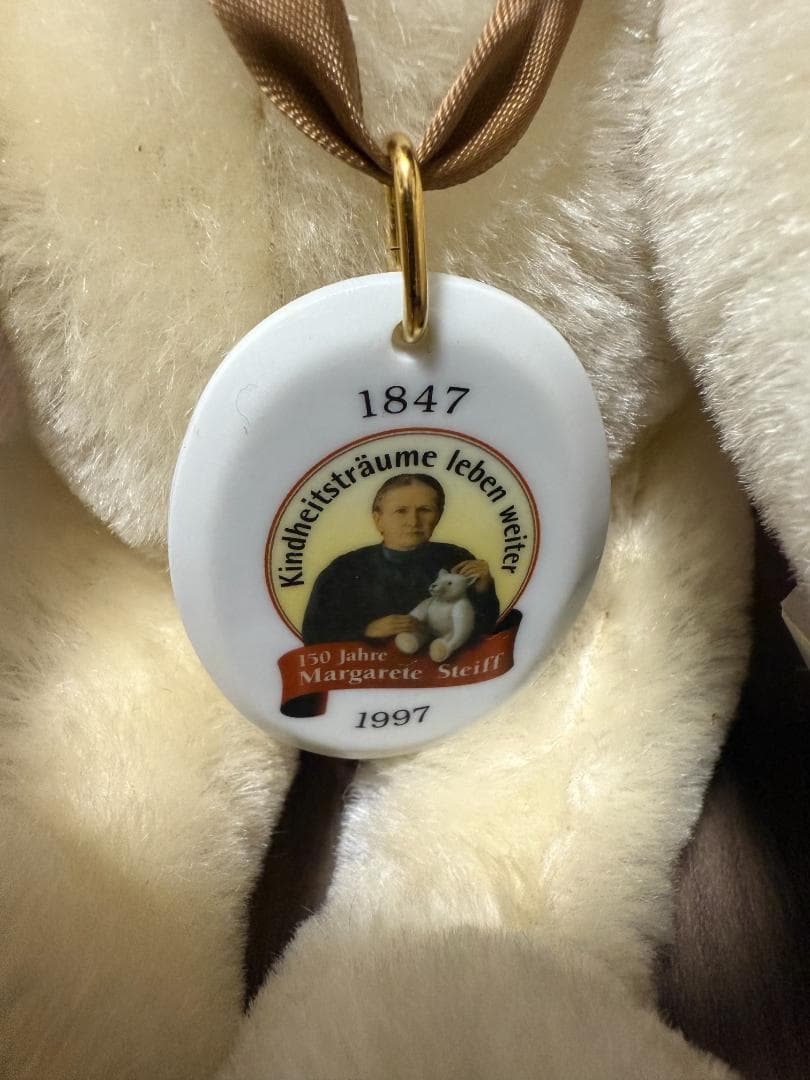 1847
Kindheitsträume leben weiter
150 Jahre
Margarete Steiff
1997